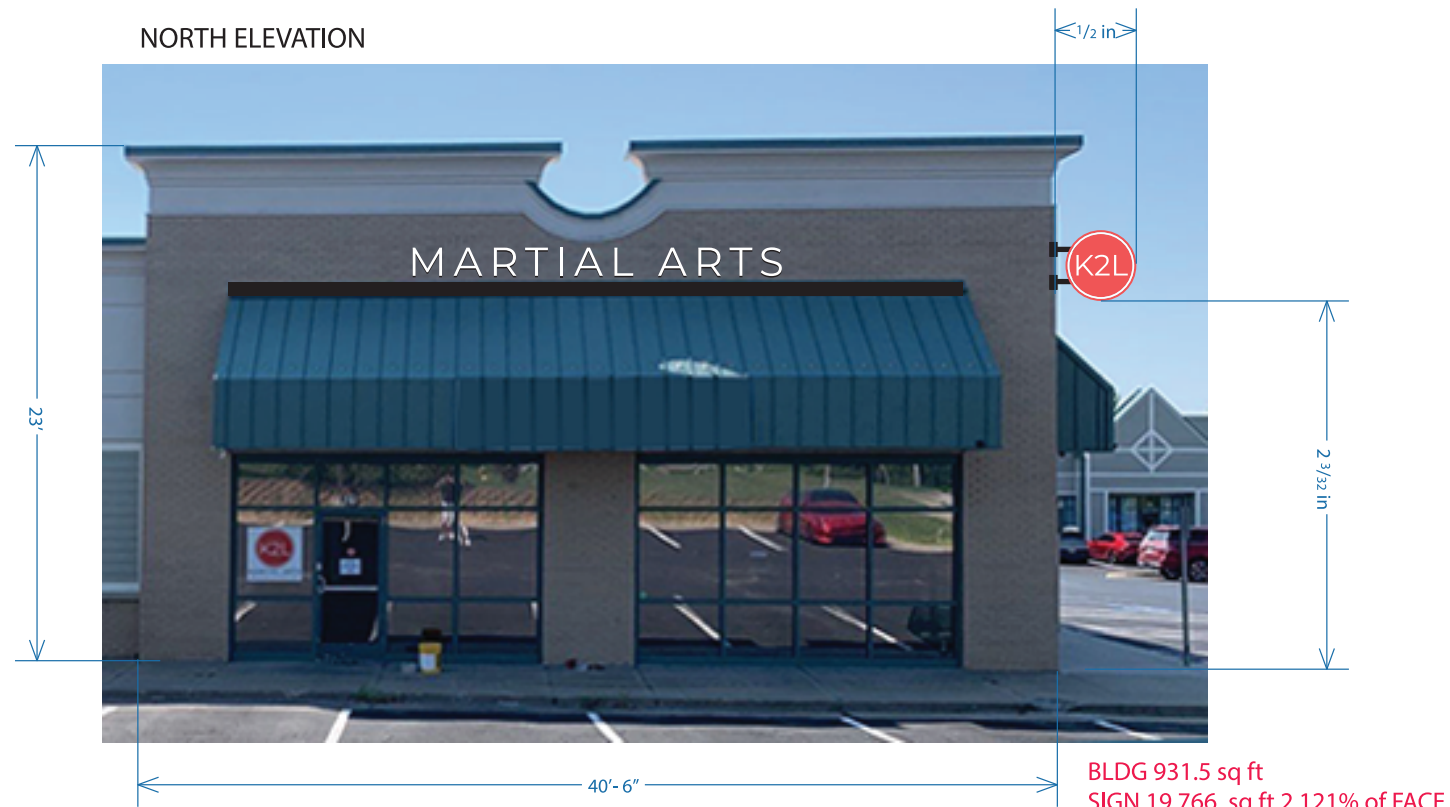 NORTH ELEVATION
1/2 in
MARTIAL ARTS
K2L
23'
2 3/32 in
K2L
40'- 6"
BLDG 931.5 sq ft
SIGN 19.766 sq ft 2.121% of FACE